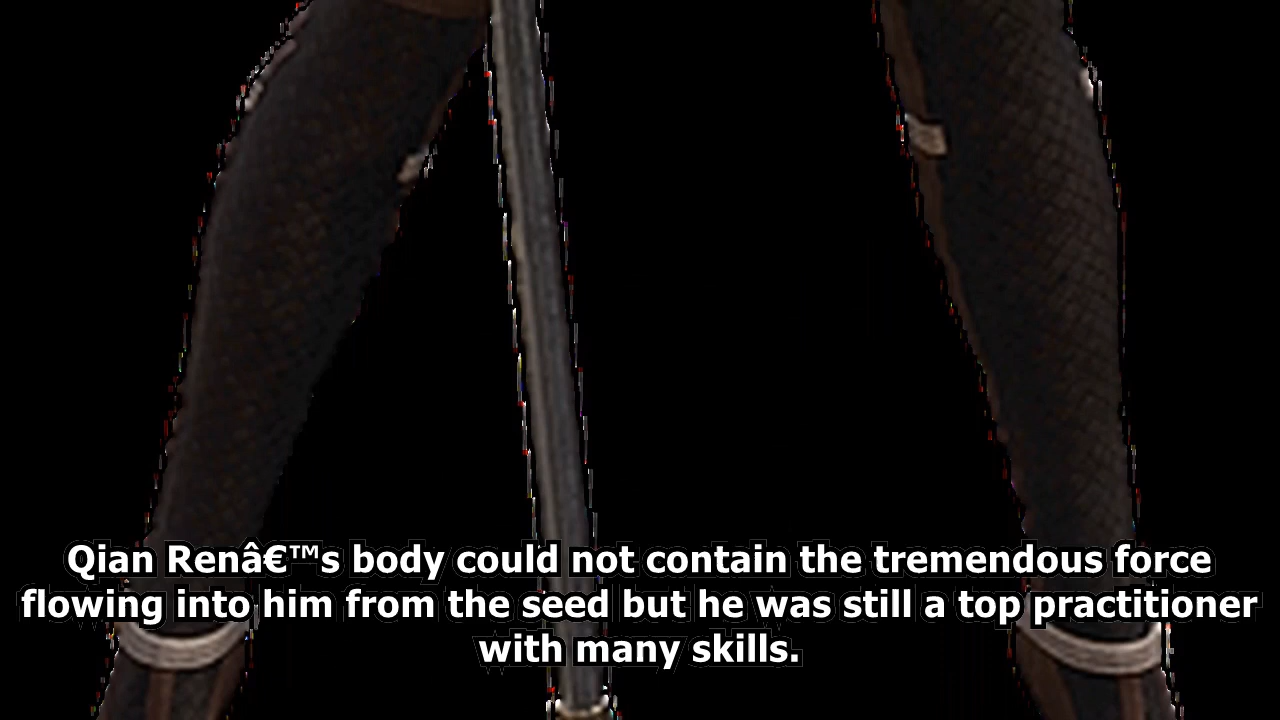 Qian Renâ€™s body could not contain the tremendous force
flowing into him from the seed but he was still a top practitioner
with many skills.